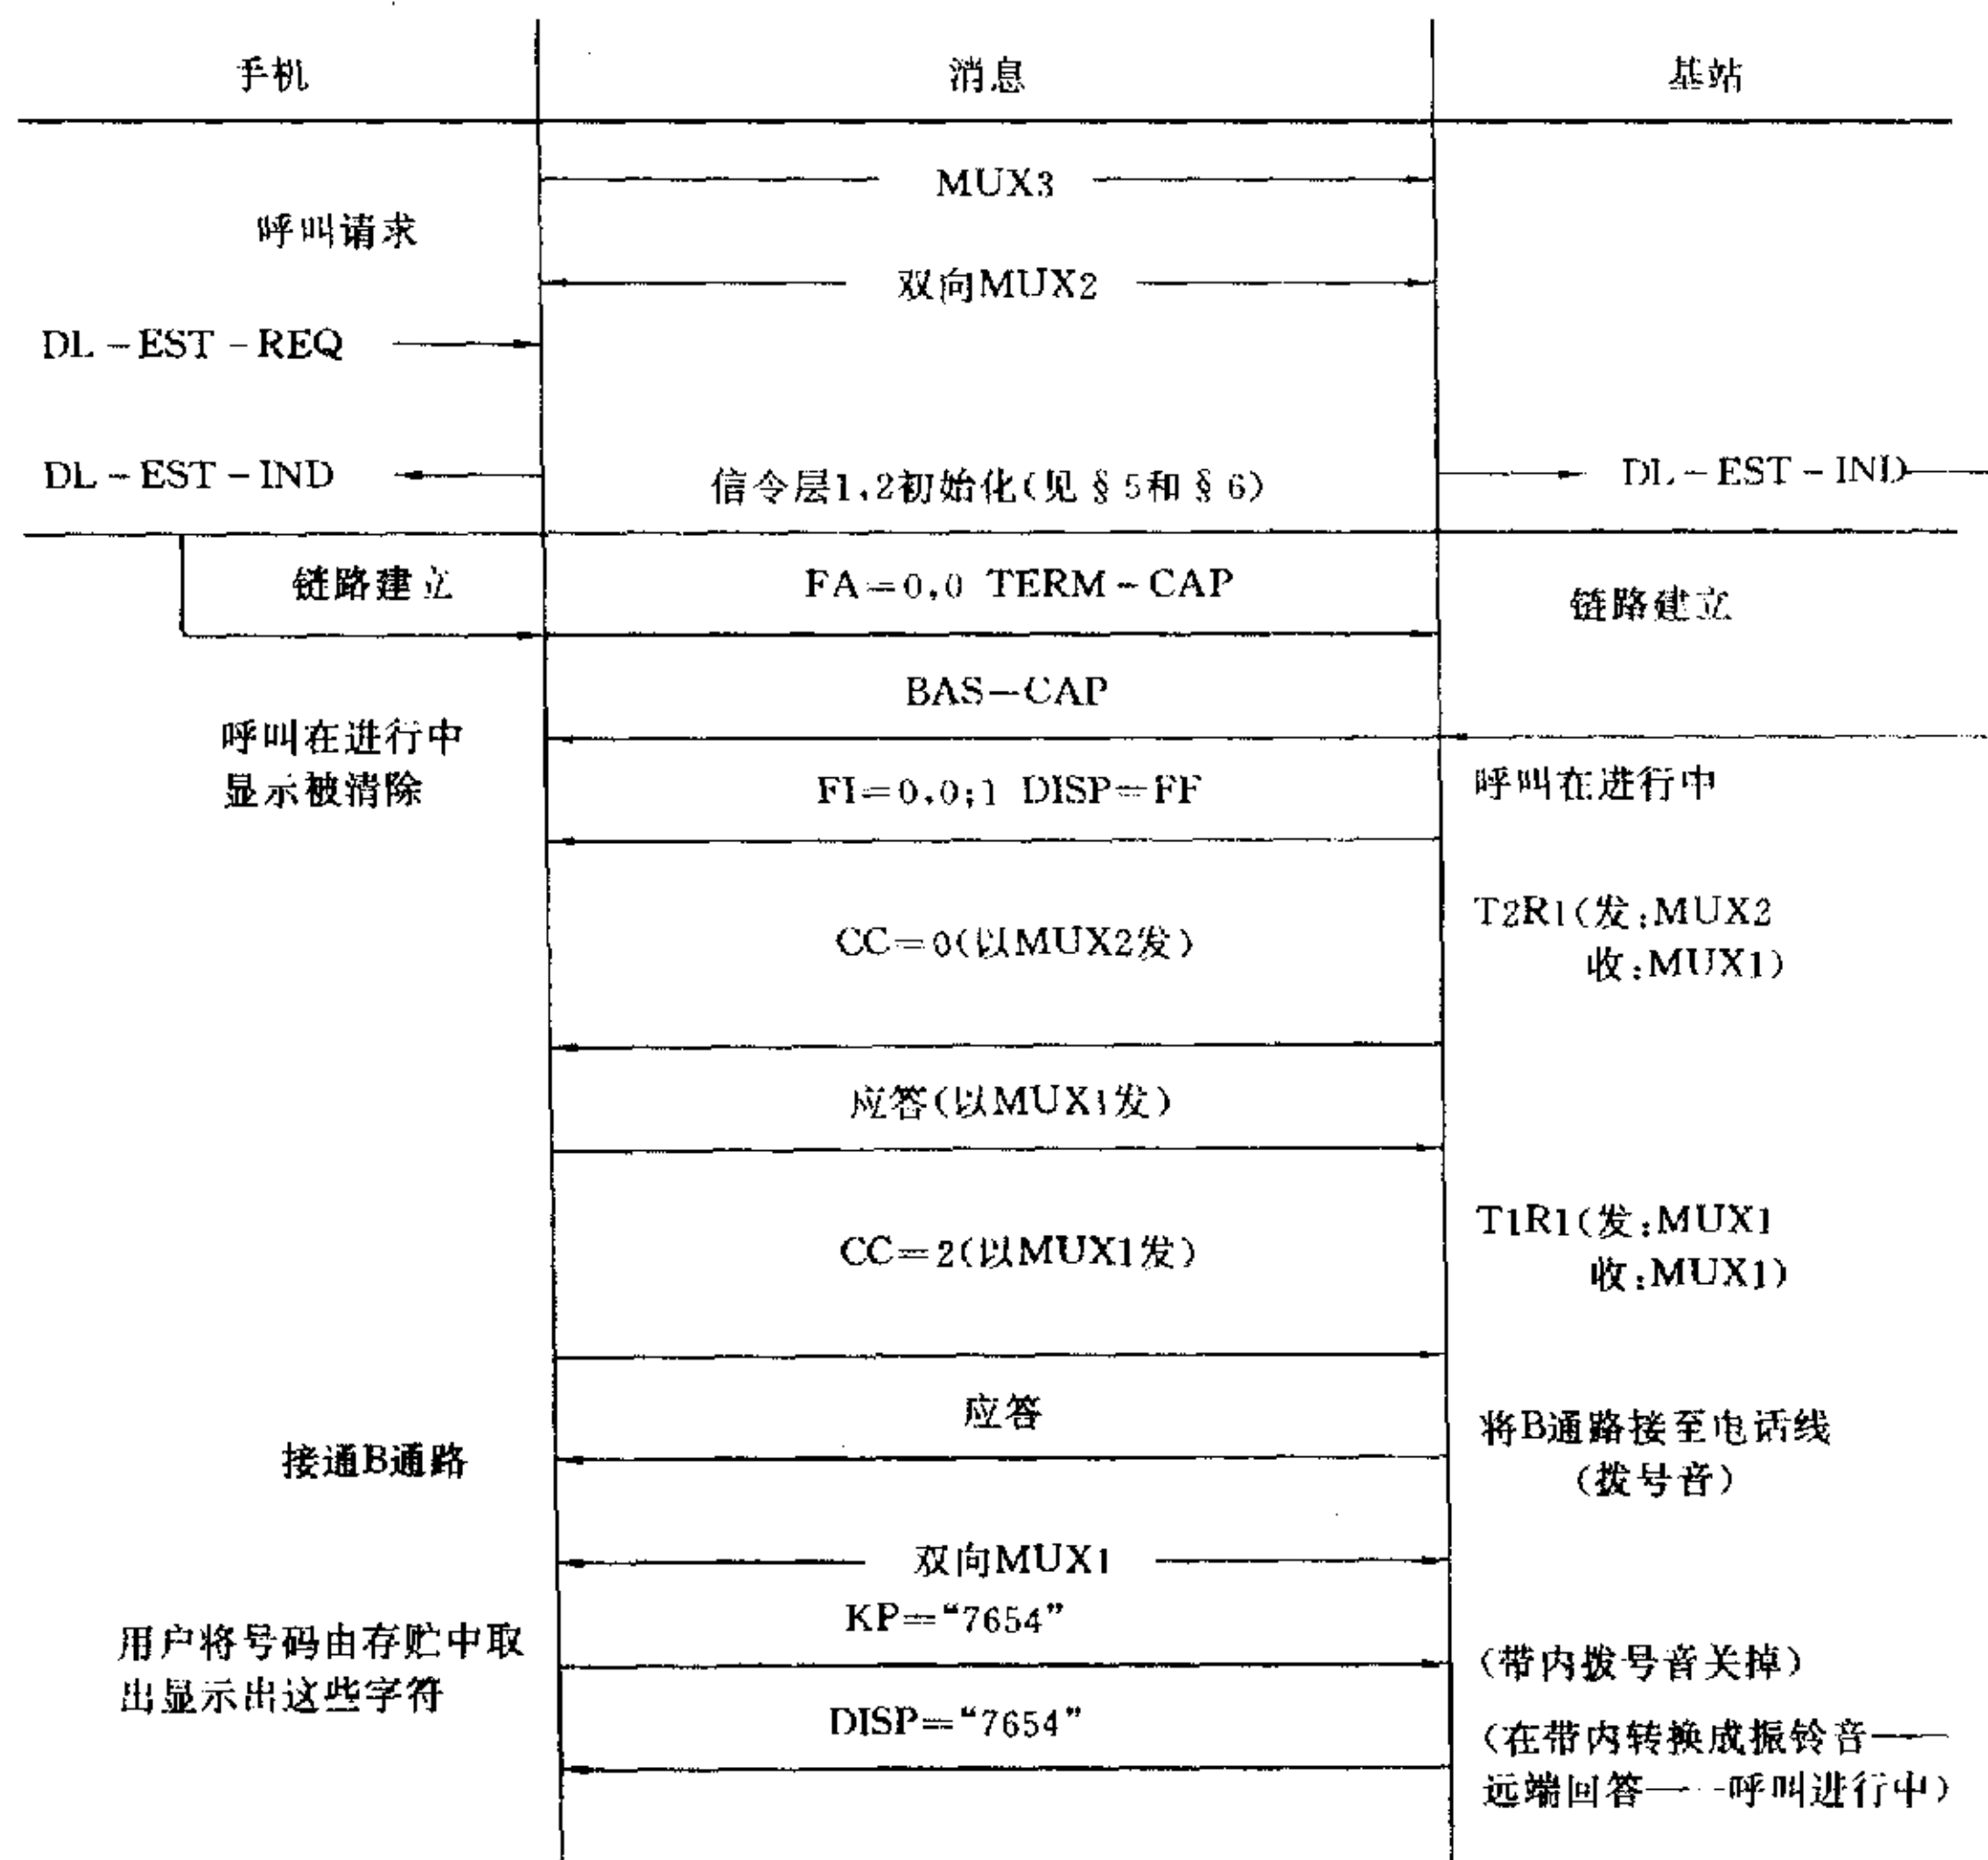 手机 消息 基站
MUX3
呼叫请求
双向MUX2
DL-EST-REQ
DL-EST-IND 信令层1,2初始化(见§5和§6) DL-EST-IND
链路建立 FA=0,0 TERM-CAP 链路建立
BAS-CAP
呼叫在进行中
显示被清除 FI=0,0;1 DISP=FF 呼叫在进行中
T2R1(发:MUX2
CC=0(以MUX2发) 收:MUX1)
应答(以MUX1发)
T1R1(发:MUX1
CC=2(以MUX1发) 收:MUX1)
应答 将B通路接至电话线
接通B通路 (拨号音)
双向MUX1
KP="7654"
用户将号码由存贮中取 (带内拨号音关掉)
出显示出这些字符
DISP="7654" (在带内转换成振铃音——
远端回答——呼叫进行中)